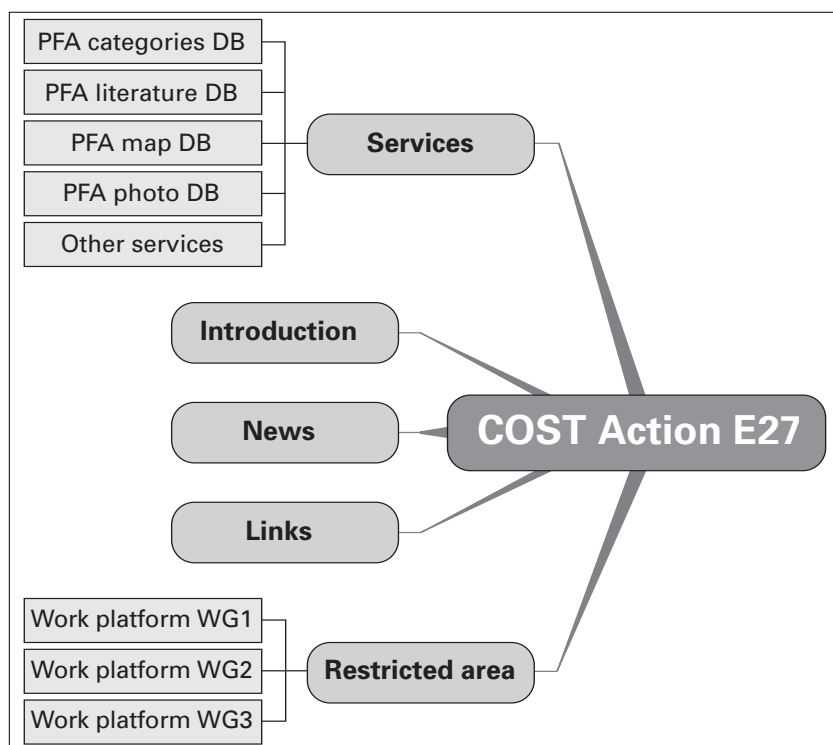 PFA categories DB
PFA literature DB
PFA map DB
PFA photo DB
Other services
Services
Introduction
News
Links
COST Action E27
Work platform WG1
Work platform WG2
Work platform WG3
Restricted area